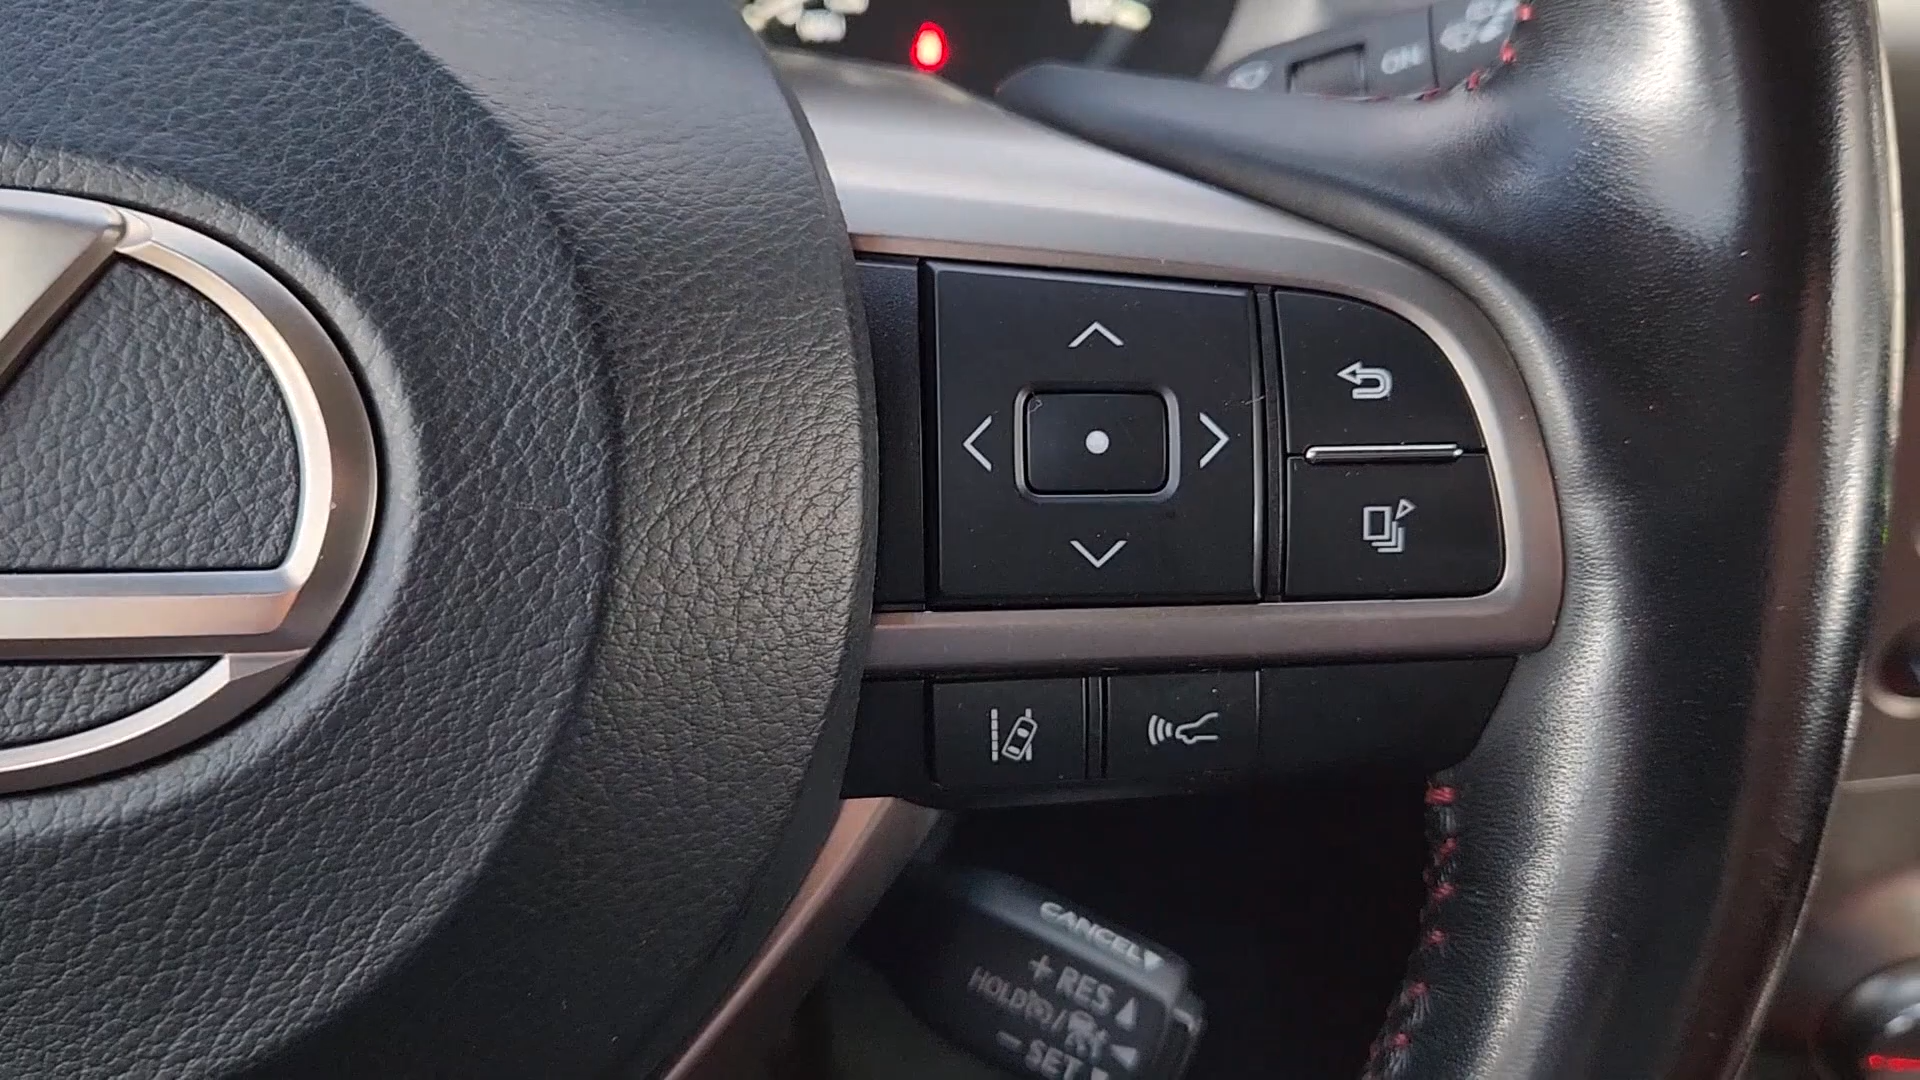 CANCEL▼
+ RES ▲
HOLD
− SET ▼